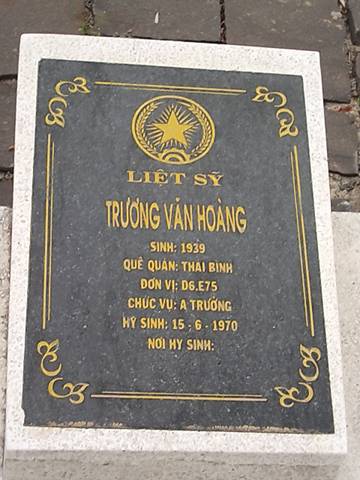 LIỆT SỸ
TRƯƠNG VĂN HOÀNG
SINH: 1939
QUÊ QUÁN: THÁI BÌNH
ĐƠN VỊ: D6.E75
CHỨC VỤ: A TRƯỞNG
HỸ SINH: 15 - 6 - 1970
NƠI HY SINH: